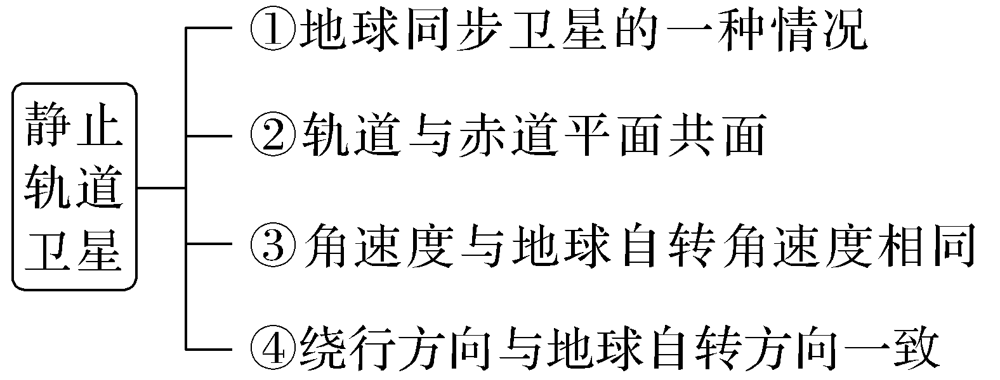 静止
轨道
卫星
①地球同步卫星的一种情况
②轨道与赤道平面共面
③角速度与地球自转角速度相同
④绕行方向与地球自转方向一致